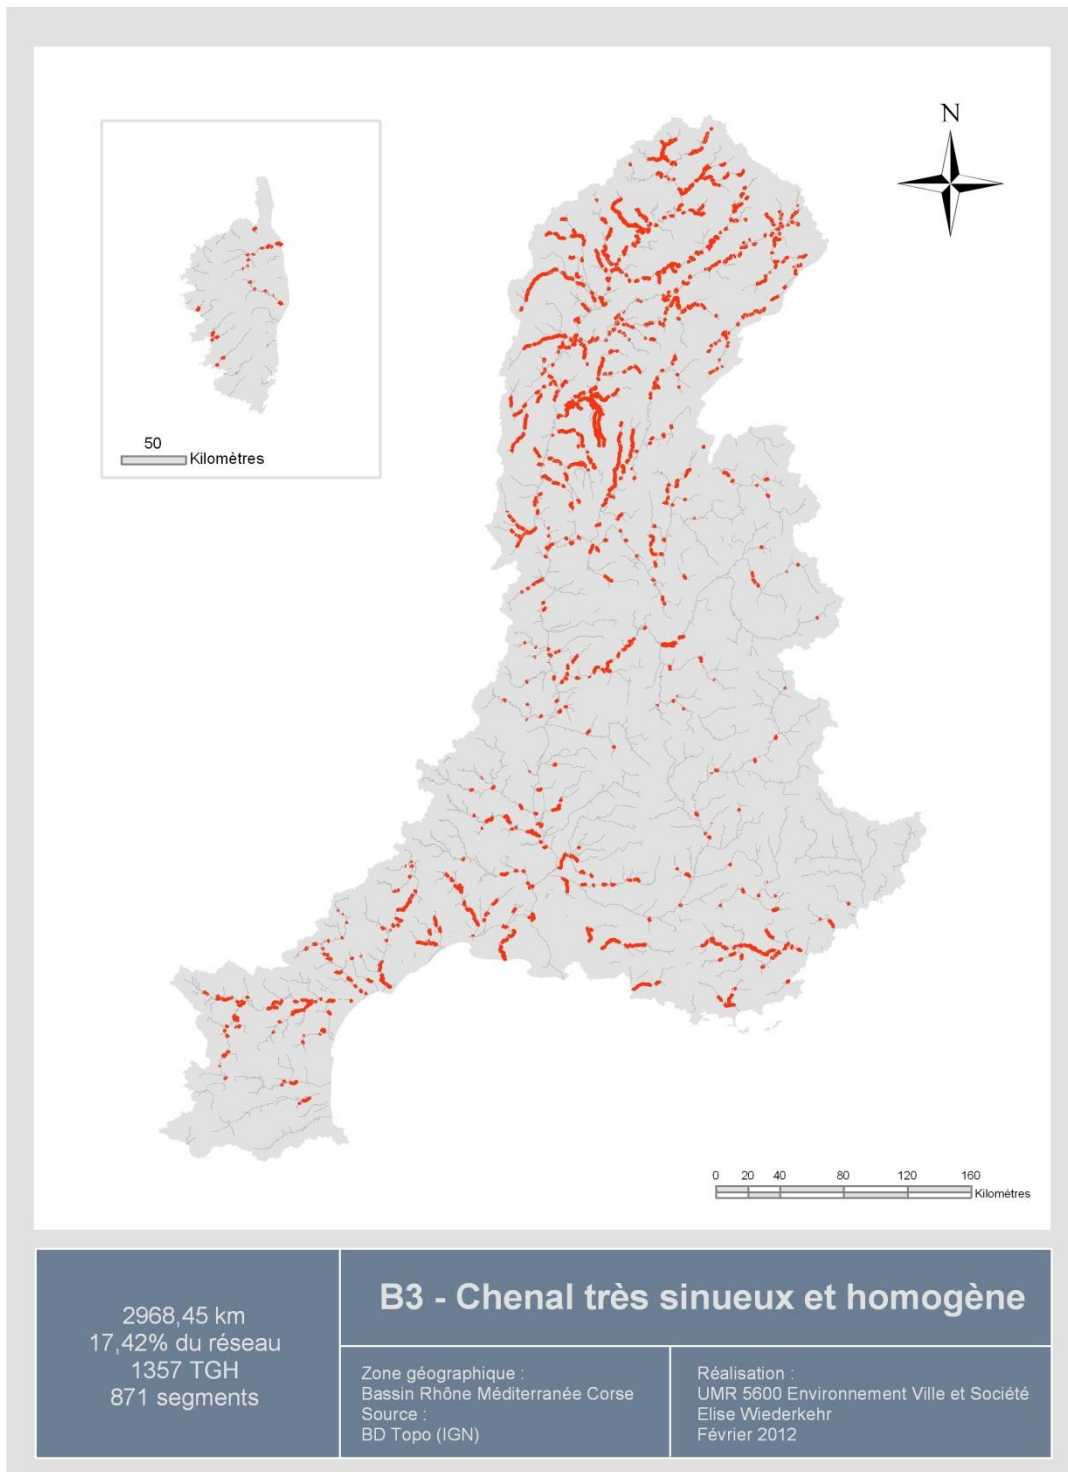 N
50
Kilomètres
0 20 40 80 120 160
Kilomètres
2968,45 km
17,42% du réseau
1357 TGH
871 segments
B3 - Chenal très sinueux et homogène
Zone géographique :
Bassin Rhône Méditerranée Corse
Source :
BD Topo (IGN)
Réalisation :
UMR 5600 Environnement Ville et Société
Elise Wiederkehr
Février 2012